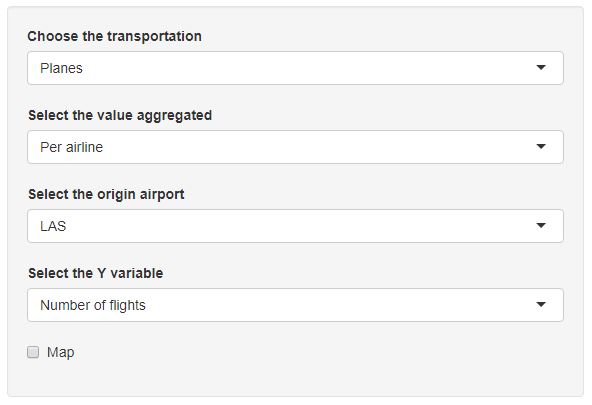 Choose the transportation
Planes
Select the value aggregated
Per airline
Select the origin airport
LAS
Select the Y variable
Number of flights
Map